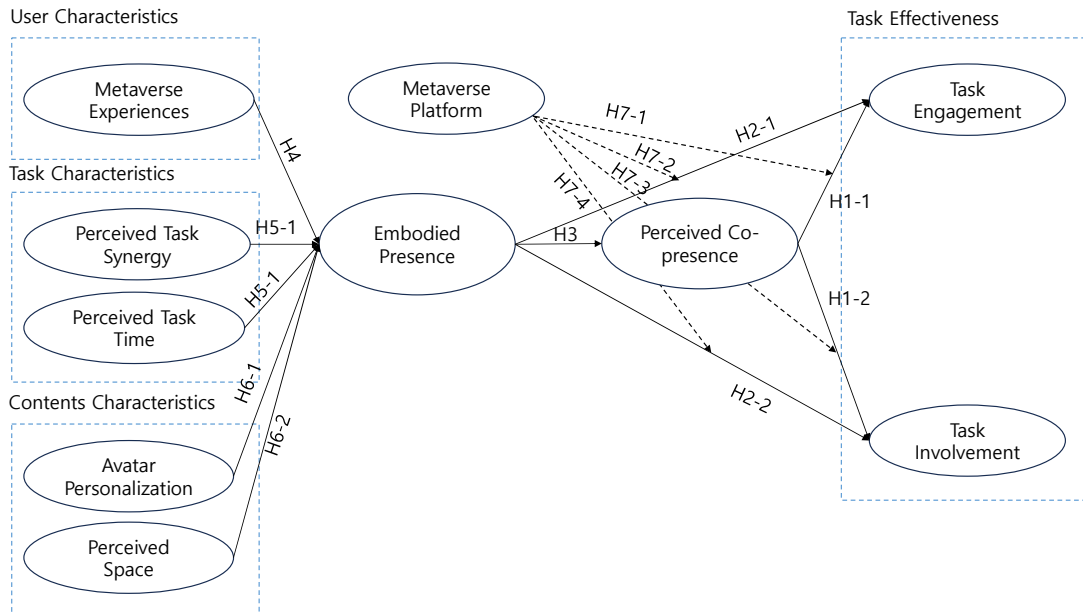 User Characteristics
Task Effectiveness
Metaverse
Experiences
Metaverse
Platform
Task
Engagement
H7-1
H2-1
H4
H7-2
H7-3
H7-4
Task Characteristics
H1-1
Perceived Task
Synergy
H5-1
Embodied
Presence
H3
Perceived Co-
presence
H5-1
Perceived Task
Time
H1-2
H6-1
H2-2
Contents Characteristics
H6-2
Avatar
Personalization
Task
Involvement
Perceived
Space